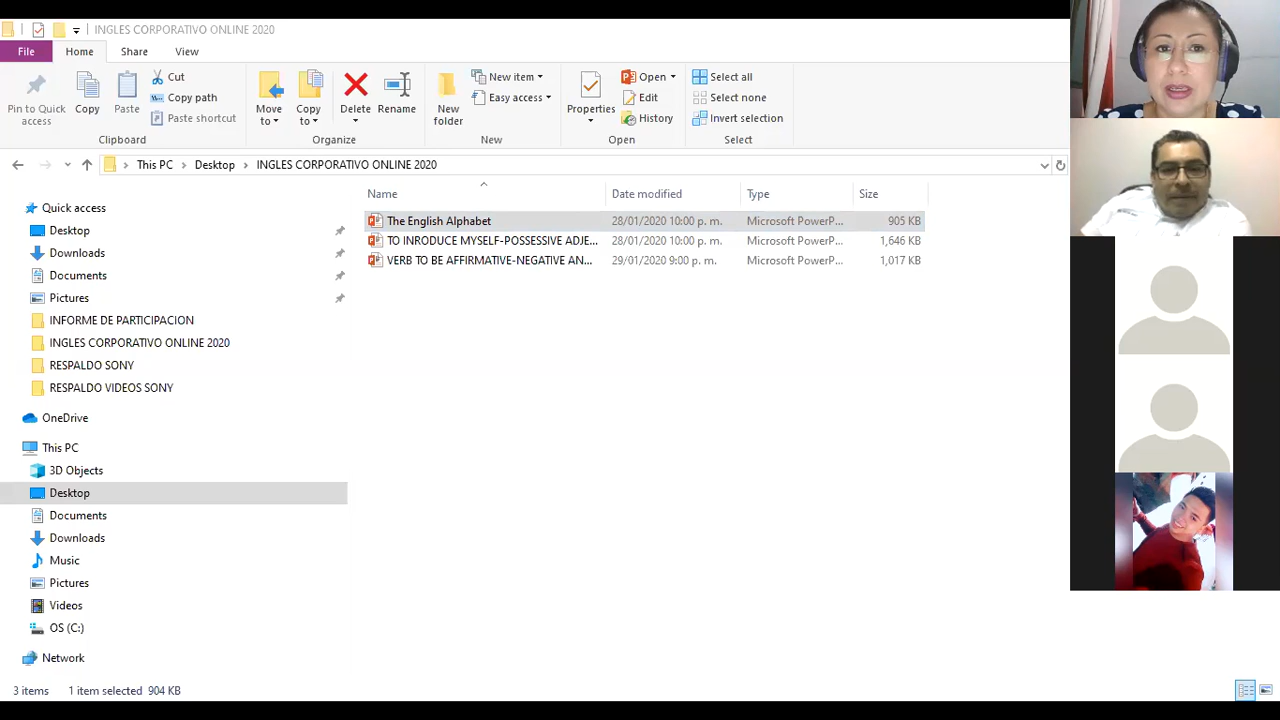 INGLES CORPORATIVO ONLINE 2020
File Home Share View
Pin to Quick access
Copy
Paste
Cut
Copy path
Paste shortcut
Clipboard
Move to
Copy to
Delete
Rename
Organize
New folder
New item
Easy access
New
Properties
Open
Edit
History
Open
Select all
Select none
Invert selection
Select
This PC Desktop INGLES CORPORATIVO ONLINE 2020
Name Date modified Type Size
The English Alphabet 28/01/2020 10:00 p. m. Microsoft PowerP... 905 KB
TO INRODUCE MYSELF-POSSESSIVE ADJE... 28/01/2020 10:00 p. m. Microsoft PowerP... 1,646 KB
VERB TO BE AFFIRMATIVE-NEGATIVE AN... 29/01/2020 9:00 p. m. Microsoft PowerP... 1,017 KB
Quick access
Desktop
Downloads
Documents
Pictures
INFORME DE PARTICIPACION
INGLES CORPORATIVO ONLINE 2020
RESPALDO SONY
RESPALDO VIDEOS SONY
OneDrive
This PC
3D Objects
Desktop
Documents
Downloads
Music
Pictures
Videos
OS (C:)
Network
3 items 1 item selected 904 KB